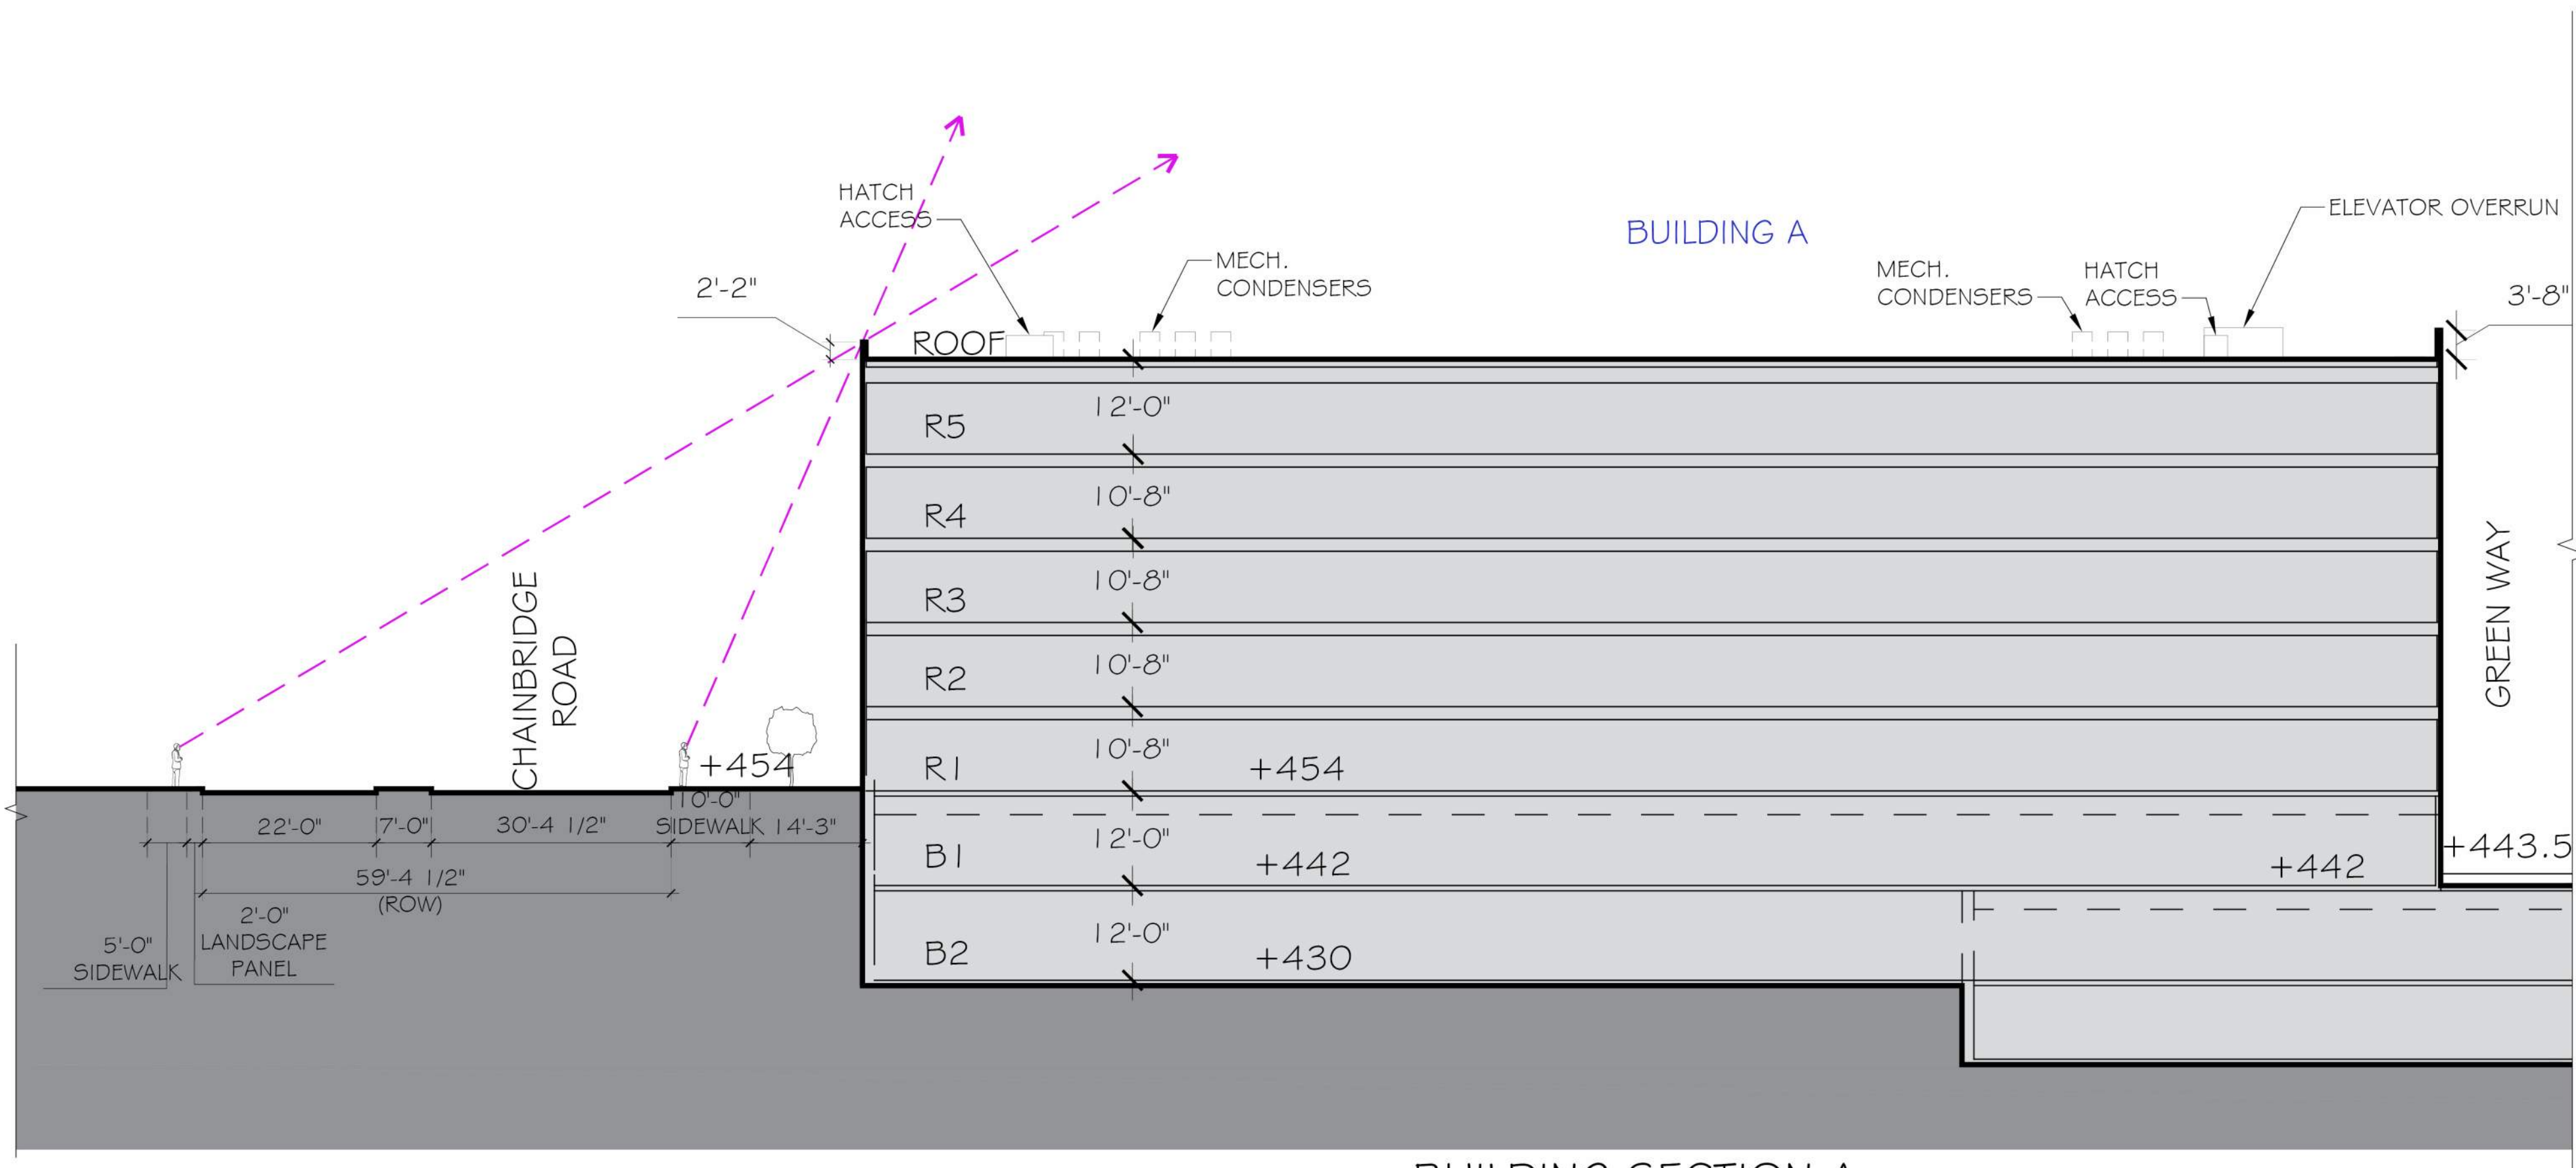 HATCH
ACCESS
BUILDING A
ELEVATOR OVERRUN
MECH.
CONDENSERS
MECH.
CONDENSERS
HATCH
ACCESS
2'-2"
3'-8"
ROOF
R5
12'-0"
R4
10'-8"
R3
10'-8"
R2
10'-8"
R1
10'-8"
+454
+454
CHAINBRIDGE
ROAD
GREEN WAY
22'-0"
7'-0"
30'-4 1/2"
10'-0"
SIDEWALK
14'-3"
59'-4 1/2"
(ROW)
2'-0"
LANDSCAPE
PANEL
5'-0"
SIDEWALK
B1
12'-0"
+442
+442
+443.5
B2
12'-0"
+430
BUILDING SECTION A